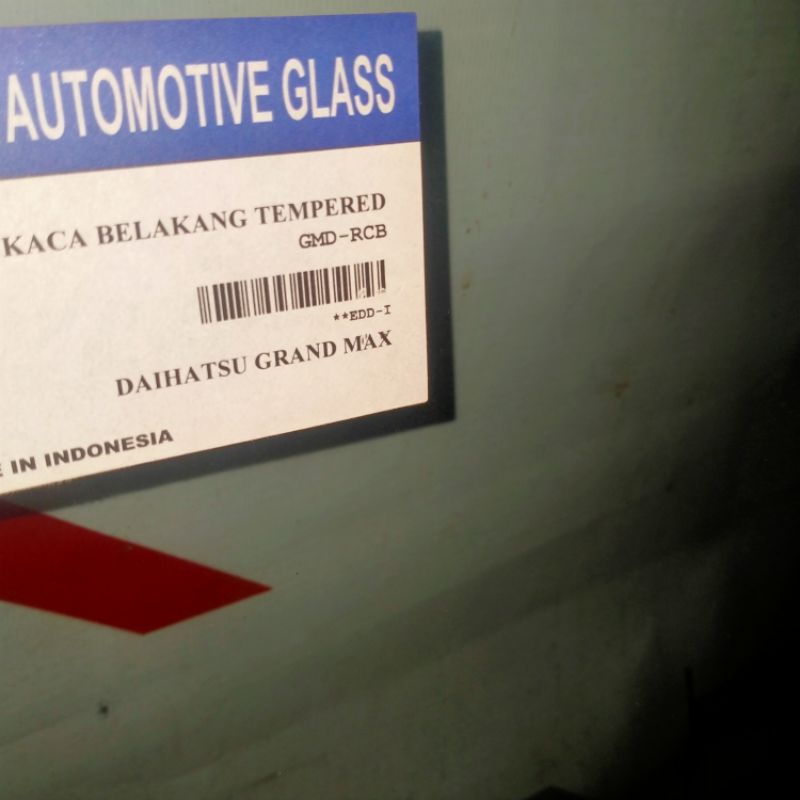 AUTOMOTIVE GLASS
KACA BELAKANG TEMPERED
GMD-RCB
**EDD-I
DAIHATSU GRAND MAX
IN INDONESIA